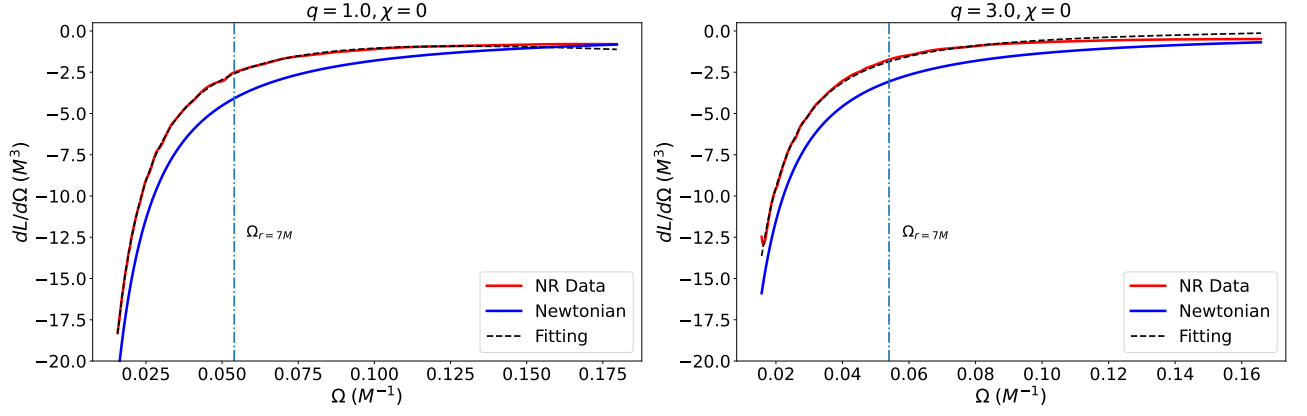 q = 1.0, χ = 0
0.0
−2.5
−5.0
−7.5
−10.0
−12.5
−15.0
−17.5
−20.0
dL/dΩ (M³)
Ω_{r=7M}
NR Data
Newtonian
Fitting
0.025 0.050 0.075 0.100 0.125 0.150 0.175
Ω (M⁻¹)
q = 3.0, χ = 0
0.0
−2.5
−5.0
−7.5
−10.0
−12.5
−15.0
−17.5
−20.0
dL/dΩ (M³)
Ω_{r=7M}
NR Data
Newtonian
Fitting
0.02 0.04 0.06 0.08 0.10 0.12 0.14 0.16
Ω (M⁻¹)